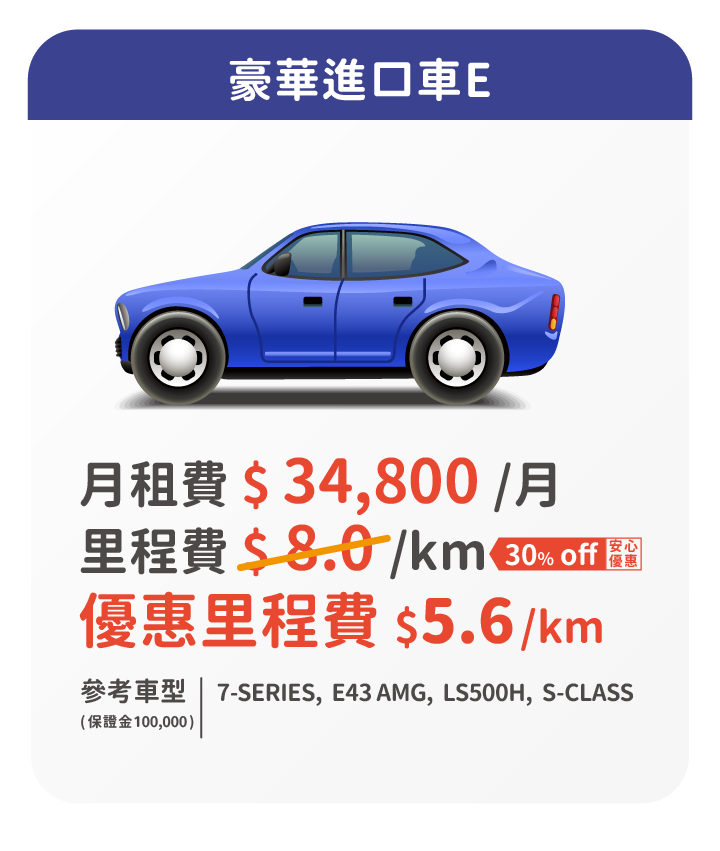 豪華進口車E
月租費 $ 34,800 /月
里程費 $ 8.0 /km 30% off 安心優惠
優惠里程費 $5.6/km
參考車型 7-SERIES, E43 AMG, LS500H, S-CLASS
(保證金100,000)